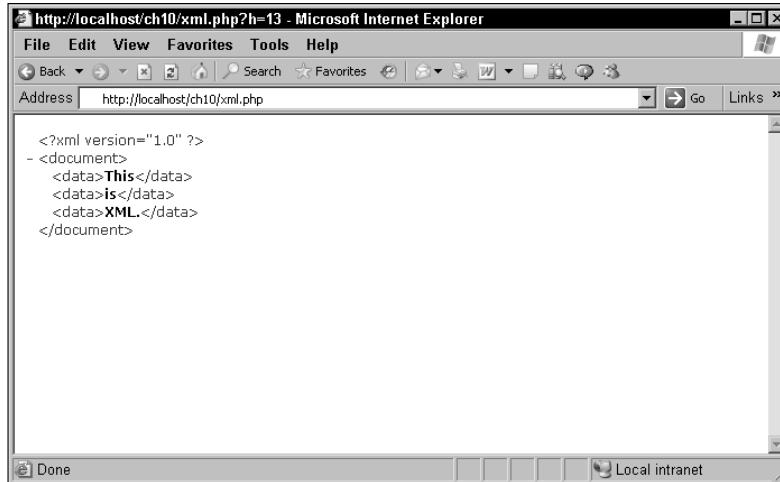 http://localhost/ch10/xml.php?h=13 - Microsoft Internet Explorer
File Edit View Favorites Tools Help
Back Search Favorites
Address http://localhost/ch10/xml.php Go Links »
<?xml version="1.0" ?>
- <document>
<data>This</data>
<data>is</data>
<data>XML.</data>
</document>
Done Local intranet